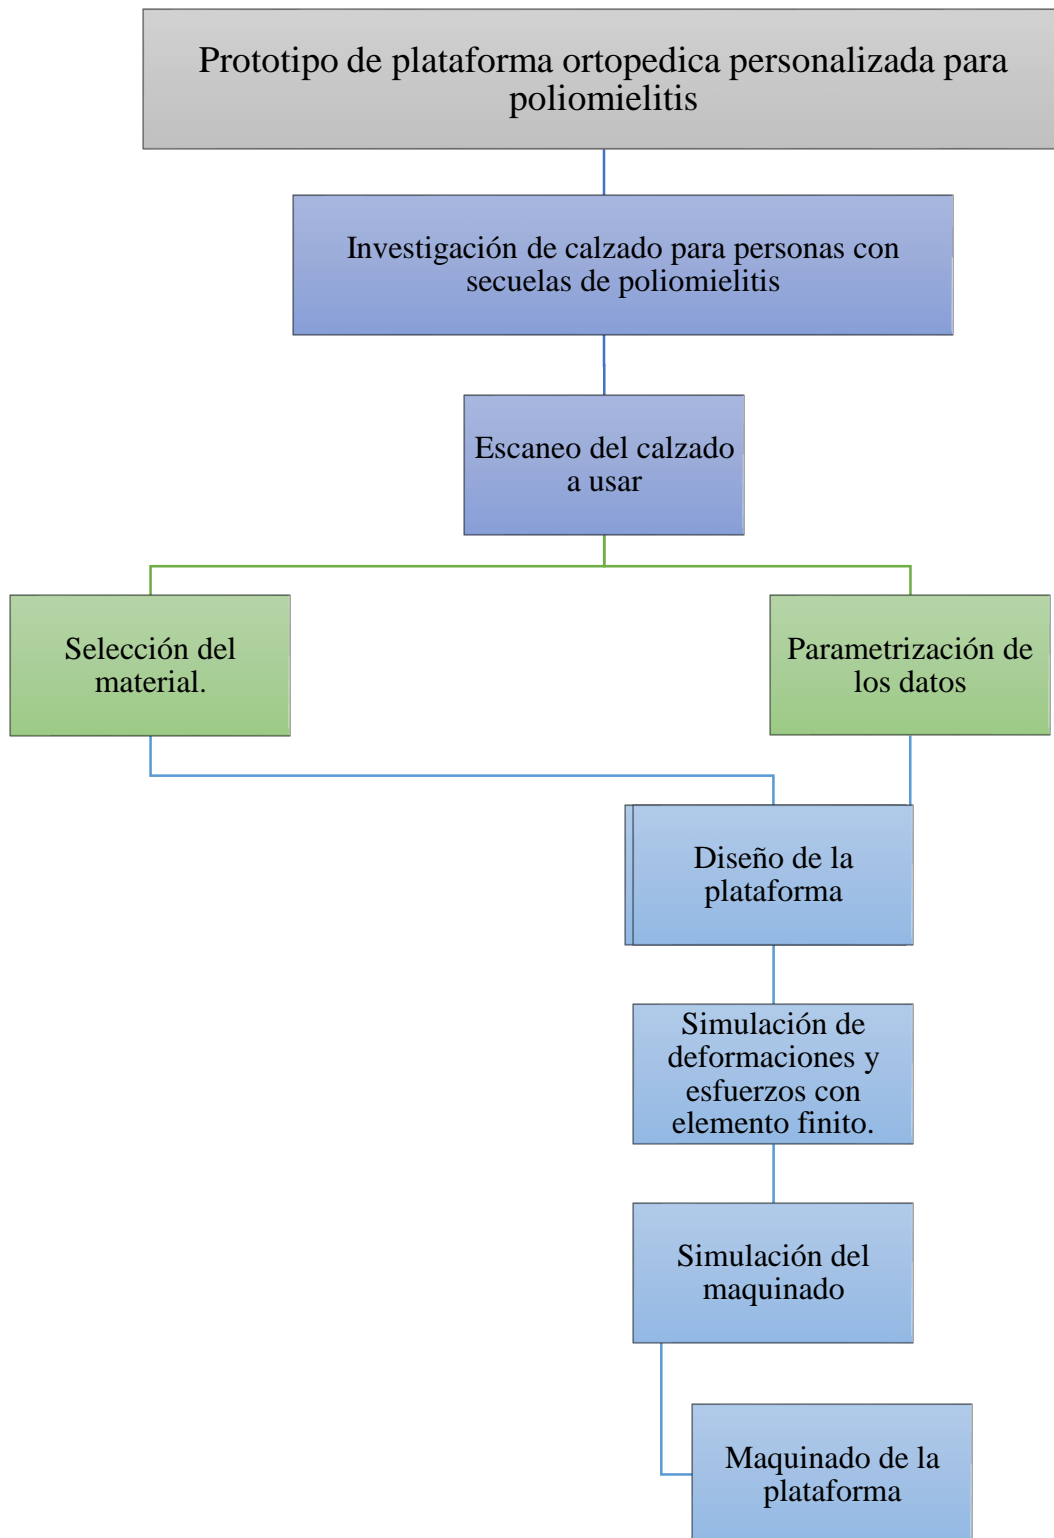 Prototipo de plataforma ortopedica personalizada para
poliomielitis
Investigación de calzado para personas con
secuelas de poliomielitis
Escaneo del calzado
a usar
Selección del
material.
Parametrización de
los datos
Diseño de la
plataforma
Simulación de
deformaciones y
esfuerzos con
elemento finito.
Simulación del
maquinado
Maquinado de la
plataforma